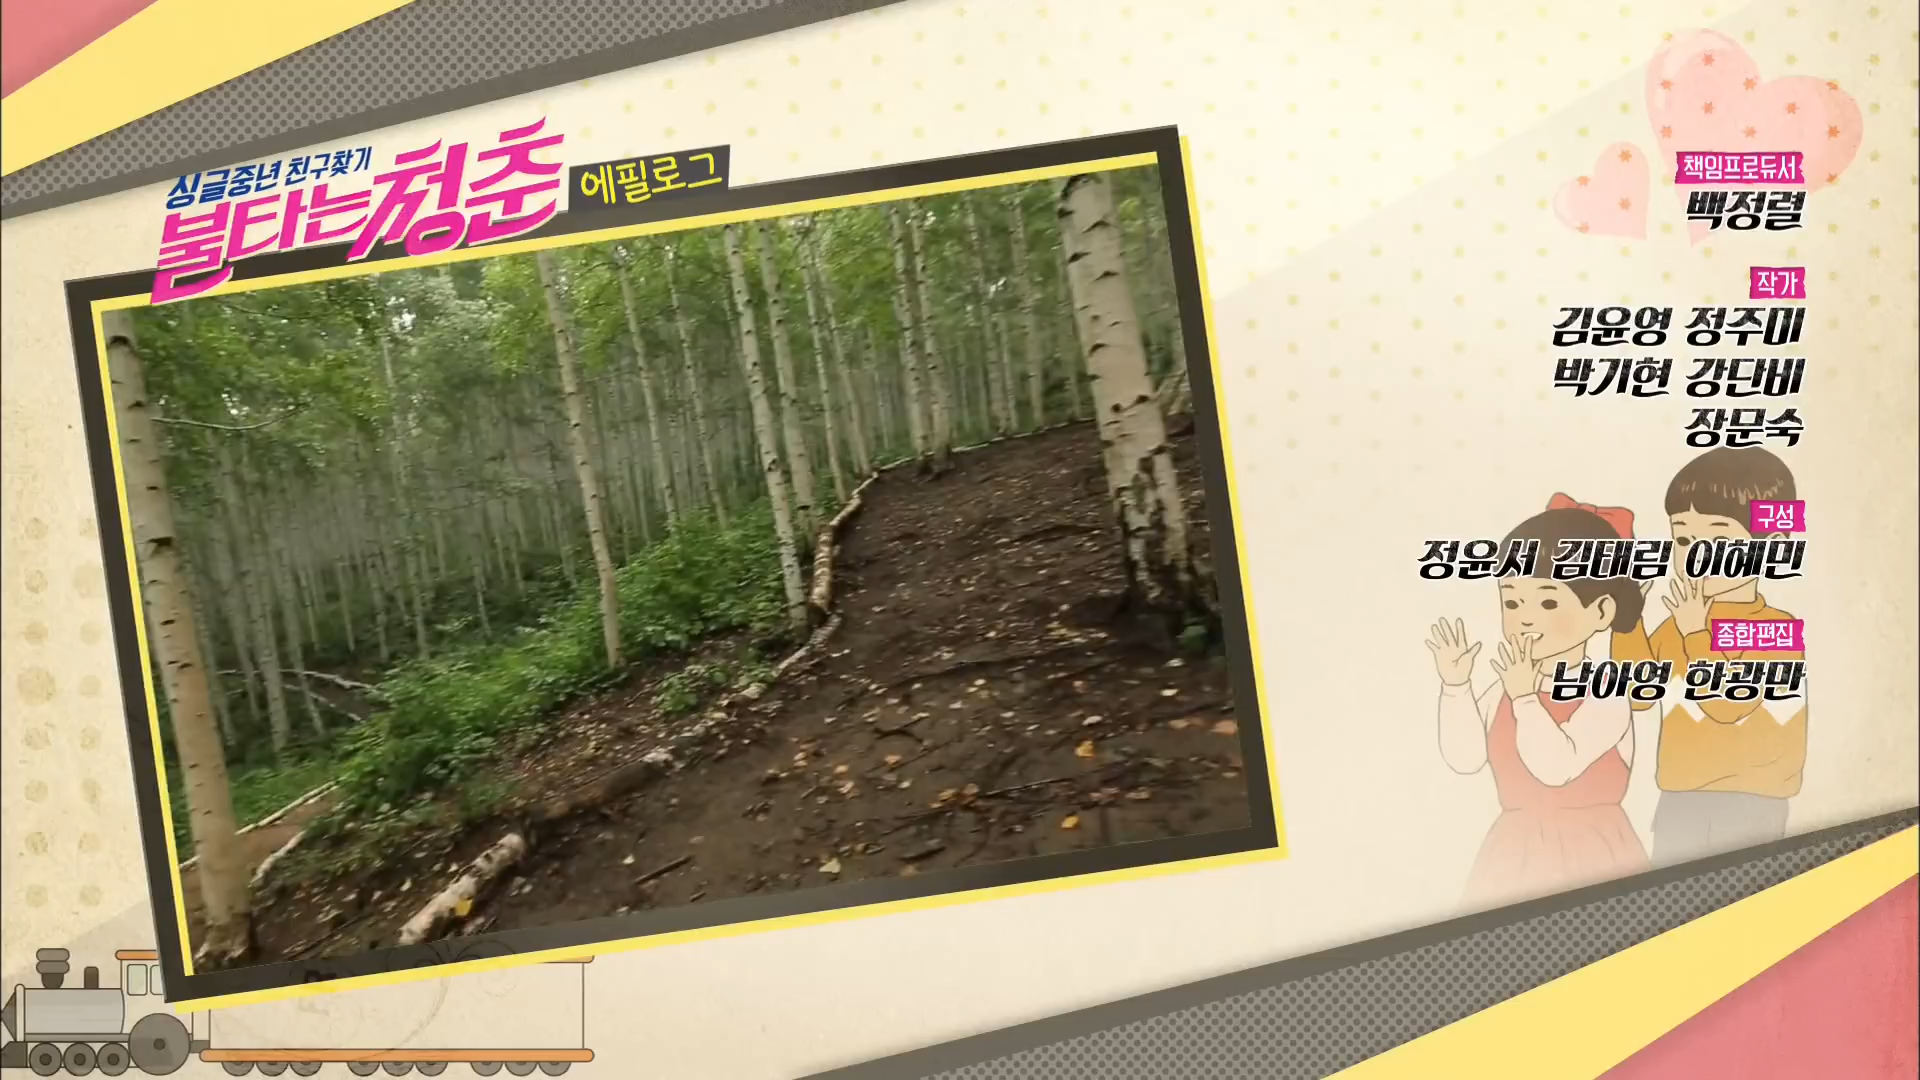 싱글중년 친구찾기
불타는청춘 에필로그
책임프로듀서
백정렬
작가
김윤영 정주미
박기현 강단비
장문숙
구성
정윤서 김태림 이혜민
종합편집
남아영 한광만